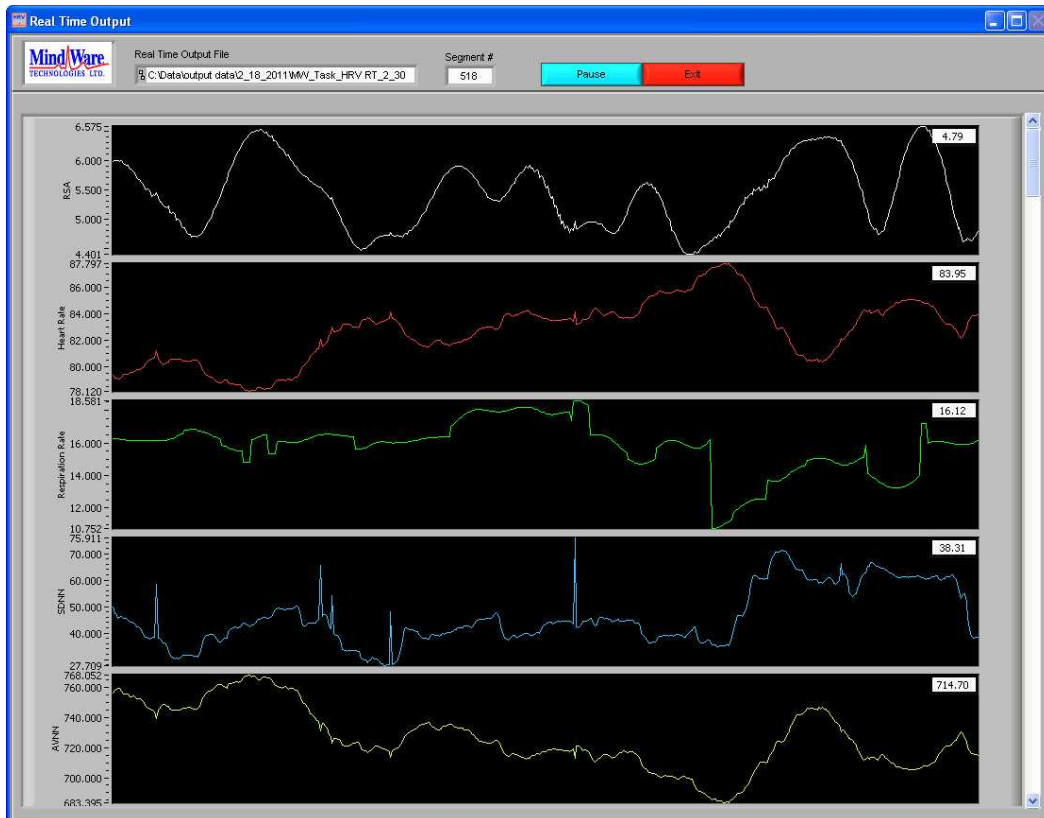 Real Time Output
HRV
MindWare
TECHNOLOGIES LTD.
Real Time Output File
C:\Data\output data\2_18_2011\MW_Task_HRV RT_2_30
Segment #
518
Pause
Exit
RSA
6.575
6.000
5.500
5.000
4.401
4.79
Heart Rate
87.797
86.000
84.000
82.000
80.000
78.120
83.95
Respiration Rate
18.581
16.000
14.000
12.000
10.752
16.12
SDNN
75.911
70.000
60.000
50.000
40.000
27.709
38.31
AVNN
768.052
760.000
740.000
720.000
700.000
683.395
714.70